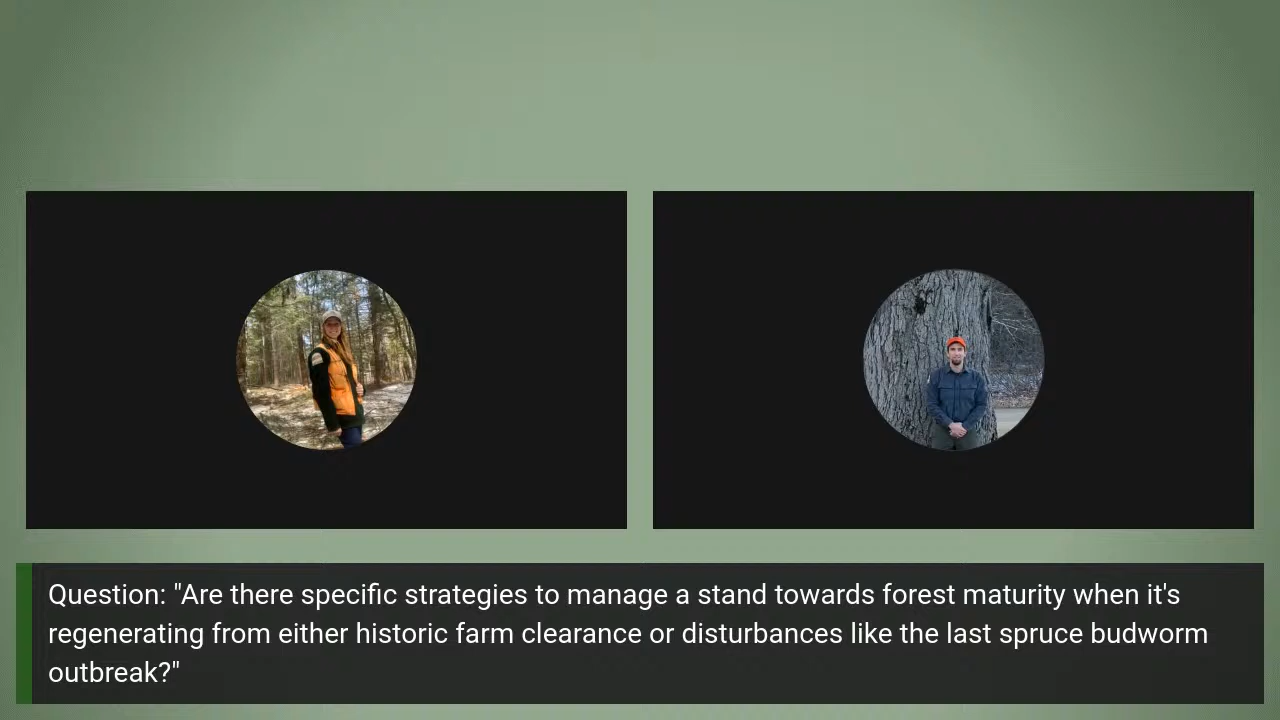 Question: "Are there specific strategies to manage a stand towards forest maturity when it's
regenerating from either historic farm clearance or disturbances like the last spruce budworm
outbreak?"